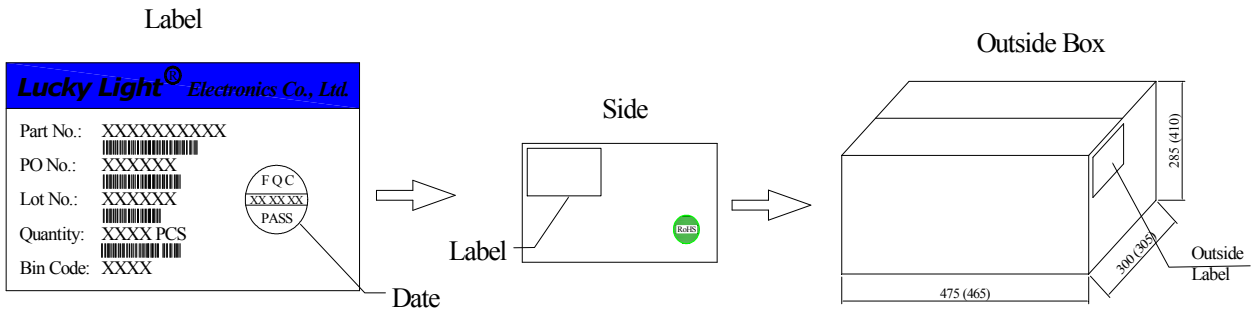 Label
Lucky Light® Electronics Co., Ltd.
Part No.: XXXXXXXXXX
PO No.: XXXXXX
Lot No.: XXXXXX
Quantity: XXXX PCS
Bin Code: XXXX
F Q C
XX XX XX
PASS
Date
Side
RoHS
Label
Outside Box
285 (410)
300 (305)
475 (465)
Outside
Label